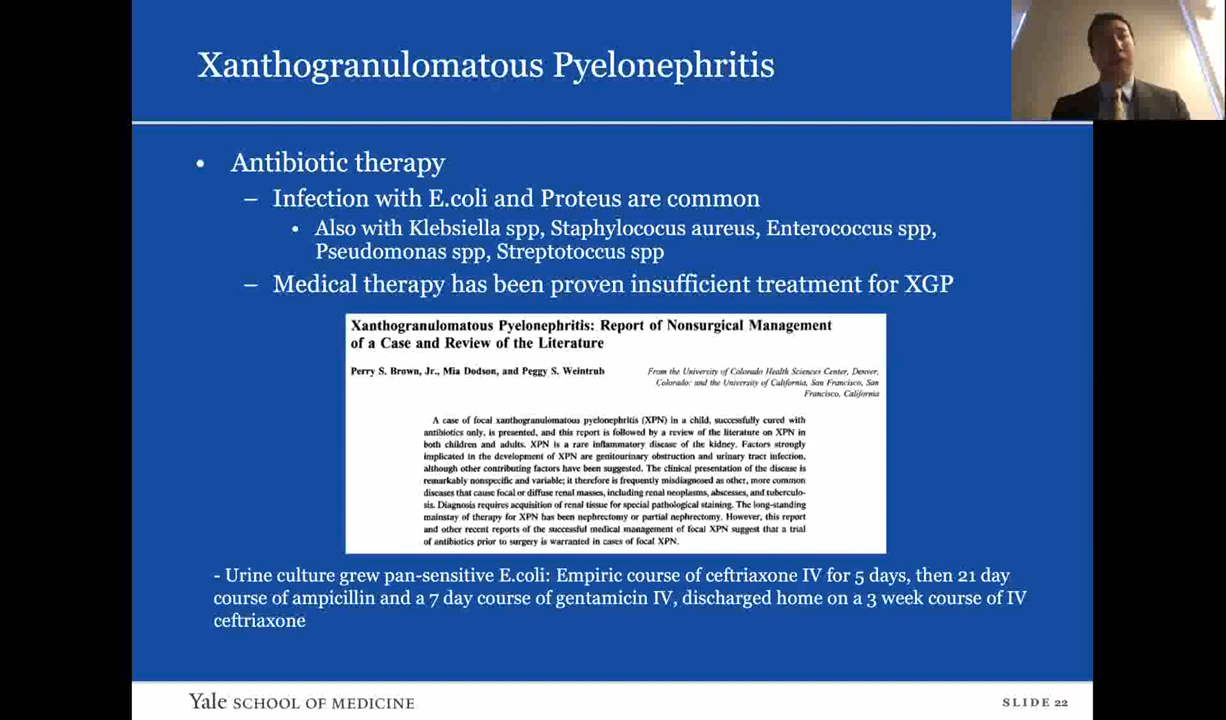 Xanthogranulomatous Pyelonephritis
• Antibiotic therapy
– Infection with E.coli and Proteus are common
• Also with Klebsiella spp, Staphylococus aureus, Enterococcus spp,
Pseudomonas spp, Streptotoccus spp
– Medical therapy has been proven insufficient treatment for XGP
Xanthogranulomatous Pyelonephritis: Report of Nonsurgical Management
of a Case and Review of the Literature
Perry S. Brown, Jr., Mia Dodson, and Peggy S. Weintrub
From the University of Colorado Health Sciences Center, Denver,
Colorado; and the University of California, San Francisco, San
Francisco, California
A case of focal xanthogranulomatous pyelonephritis (XPN) in a child, successfully cured with
antibiotics only, is presented, and this report is followed by a review of the literature on XPN in
both children and adults. XPN is a rare inflammatory disease of the kidney. Factors strongly
implicated in the development of XPN are genitourinary obstruction and urinary tract infection,
although other contributing factors have been suggested. The clinical presentation of the disease is
remarkably nonspecific and variable; it therefore is frequently misdiagnosed as other, more common
diseases that cause focal or diffuse renal masses, including renal neoplasms, abscesses, and tuberculo-
sis. Diagnosis requires acquisition of renal tissue for special pathological staining. The long-standing
mainstay of therapy for XPN has been nephrectomy or partial nephrectomy. However, this report
and other recent reports of the successful medical management of focal XPN suggest that a trial
of antibiotics prior to surgery is warranted in cases of focal XPN.
- Urine culture grew pan-sensitive E.coli: Empiric course of ceftriaxone IV for 5 days, then 21 day
course of ampicillin and a 7 day course of gentamicin IV, discharged home on a 3 week course of IV
ceftriaxone
Yale SCHOOL OF MEDICINE
SLIDE 22